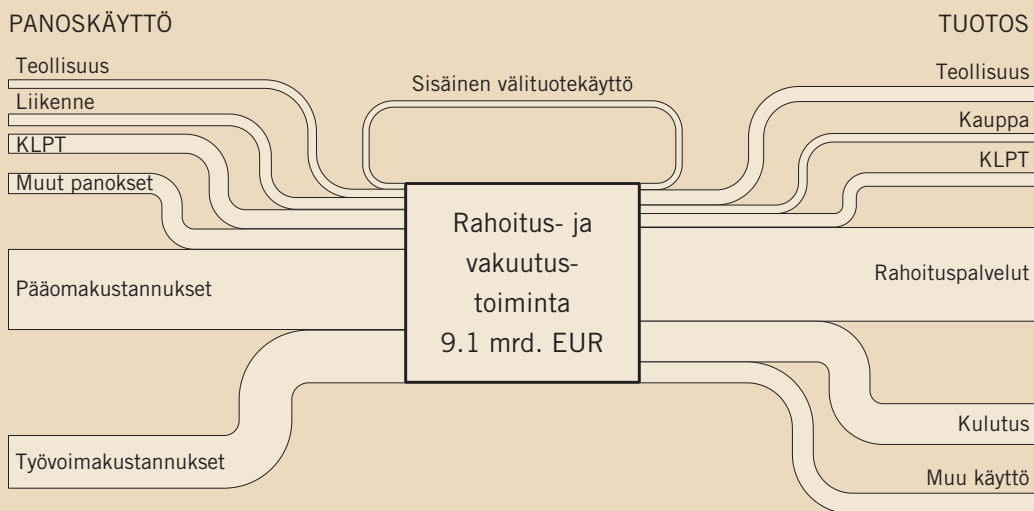 PANOSKÄYTTÖ
TUOTOS
Teollisuus
Liikenne
KLPT
Muut panokset
Pääomakustannukset
Työvoimakustannukset
Sisäinen välituotekäyttö
Rahoitus- ja
vakuutus-
toiminta
9.1 mrd. EUR
Teollisuus
Kauppa
KLPT
Rahoituspalvelut
Kulutus
Muu käyttö